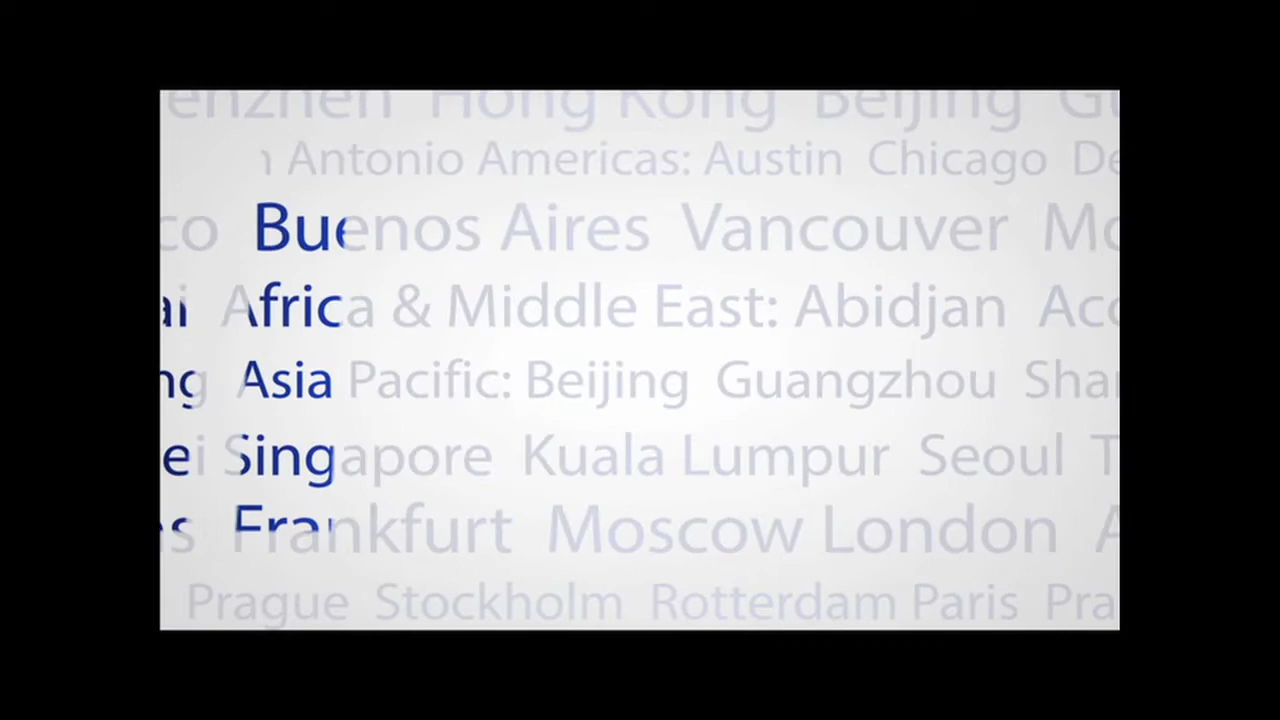 Hong Kong Beijing
Antonio Americas: Austin Chicago
Buenos Aires Vancouver
Africa & Middle East: Abidjan
Asia Pacific: Beijing Guangzhou
Singapore Kuala Lumpur Seoul
Frankfurt Moscow London
Prague Stockholm Rotterdam Paris